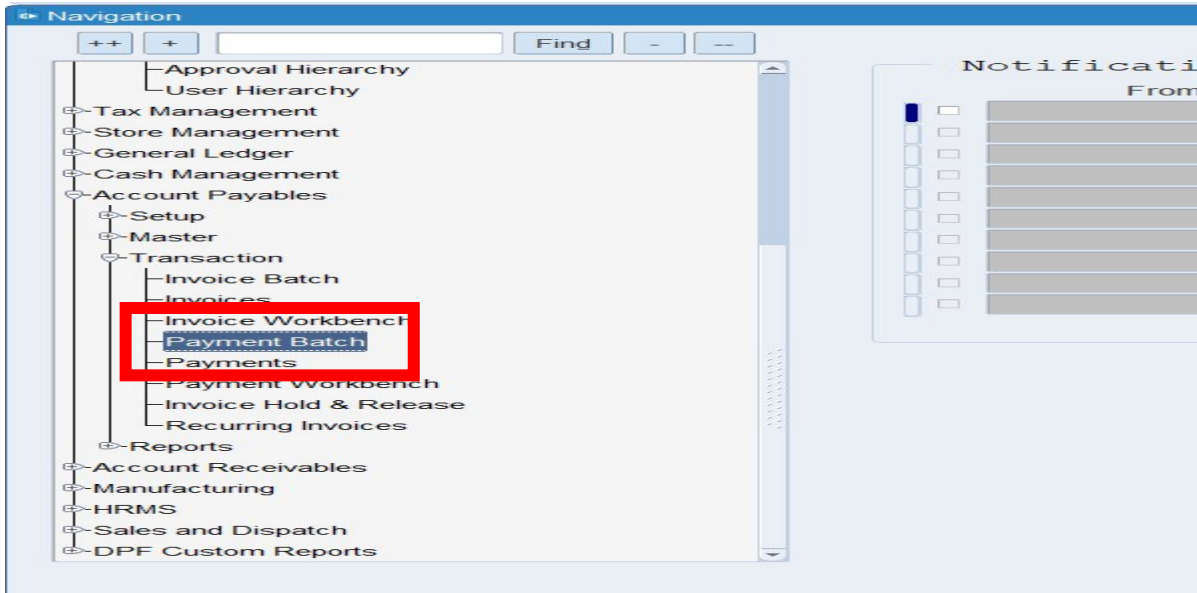 Navigation
++ + Find - --
Approval Hierarchy
User Hierarchy
Tax Management
Store Management
General Ledger
Cash Management
Account Payables
Setup
Master
Transaction
Invoice Batch
Invoices
Invoice Workbench
Payment Batch
Payments
Payment Workbench
Invoice Hold & Release
Recurring Invoices
Reports
Account Receivables
Manufacturing
HRMS
Sales and Dispatch
DPF Custom Reports
Notificati
From